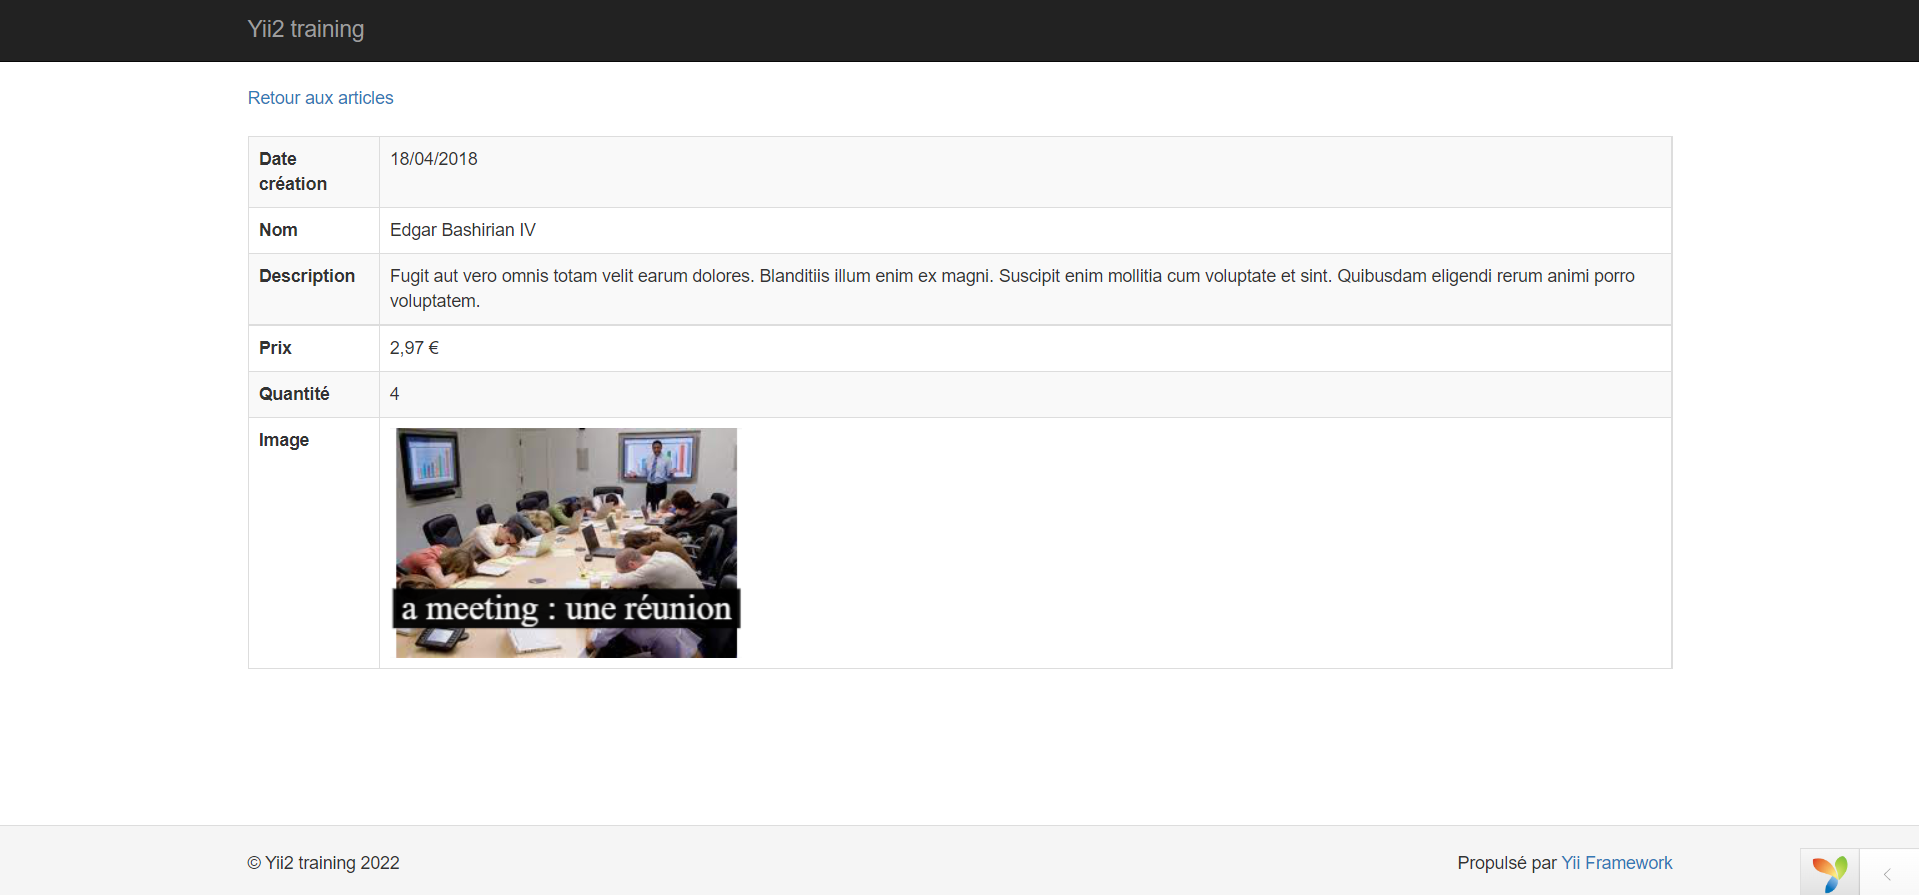 Yii2 training
Retour aux articles
Date création 18/04/2018
Nom Edgar Bashirian IV
Description Fugit aut vero omnis totam velit earum dolores. Blanditiis illum enim ex magni. Suscipit enim mollitia cum voluptate et sint. Quibusdam eligendi rerum animi porro
voluptatem.
Prix 2,97 €
Quantité 4
Image
a meeting : une réunion
© Yii2 training 2022
Propulsé par Yii Framework